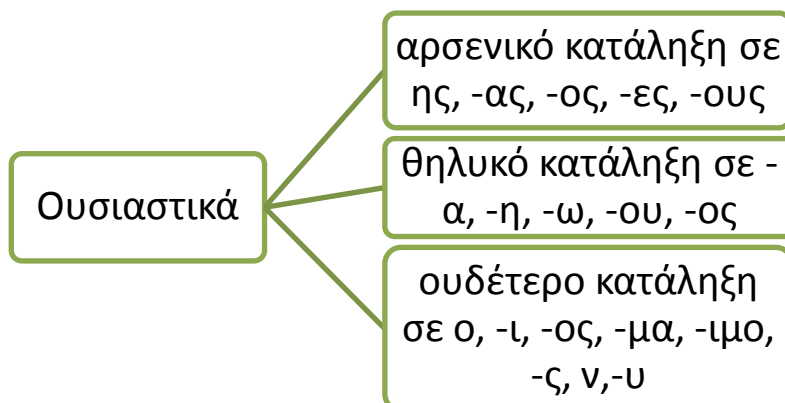 Ουσιαστικά
αρσενικό κατάληξη σε
ης, -ας, -ος, -ες, -ους
θηλυκό κατάληξη σε -
α, -η, -ω, -ου, -ος
ουδέτερο κατάληξη
σε ο, -ι, -ος, -μα, -ιμο,
-ς, ν,-υ